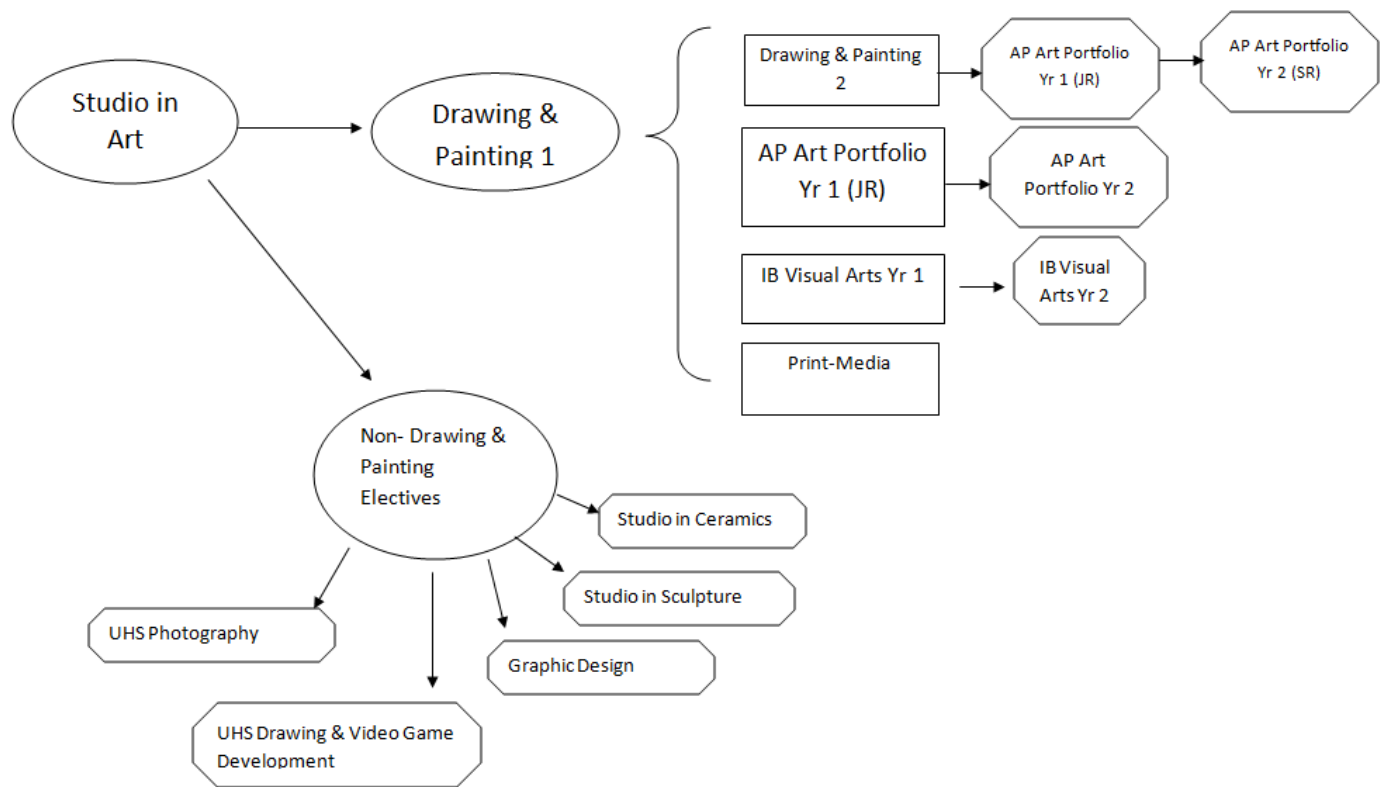 Studio in
Art
Drawing &
Painting 1
Drawing & Painting
2
AP Art Portfolio
Yr 1 (JR)
AP Art Portfolio
Yr 2 (SR)
AP Art Portfolio
Yr 1 (JR)
AP Art
Portfolio Yr 2
IB Visual Arts Yr 1
IB Visual
Arts Yr 2
Print-Media
Non- Drawing &
Painting
Electives
Studio in Ceramics
Studio in Sculpture
Graphic Design
UHS Photography
UHS Drawing & Video Game
Development